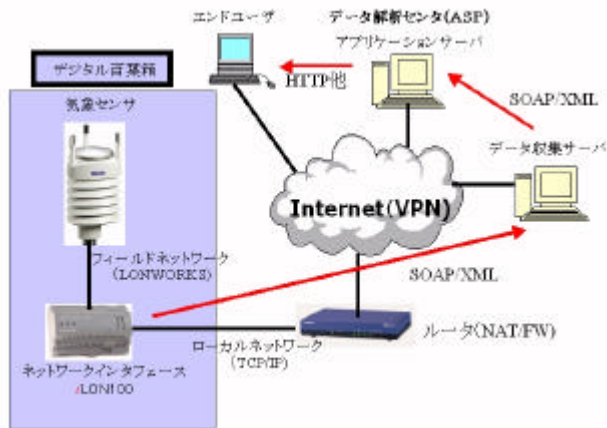 エンドユーザ
データ解析センタ(ASP)
アプリケーションサーバ
デジタル百葉箱
HTTP他
気象センサ
SOAP/XML
データ収集サーバ
Internet(VPN)
フィールドネットワーク
(LONWORKS)
SOAP/XML
ルータ(NAT/FW)
ローカルネットワーク
(TCP/IP)
ネットワークインタフェース
iLON100